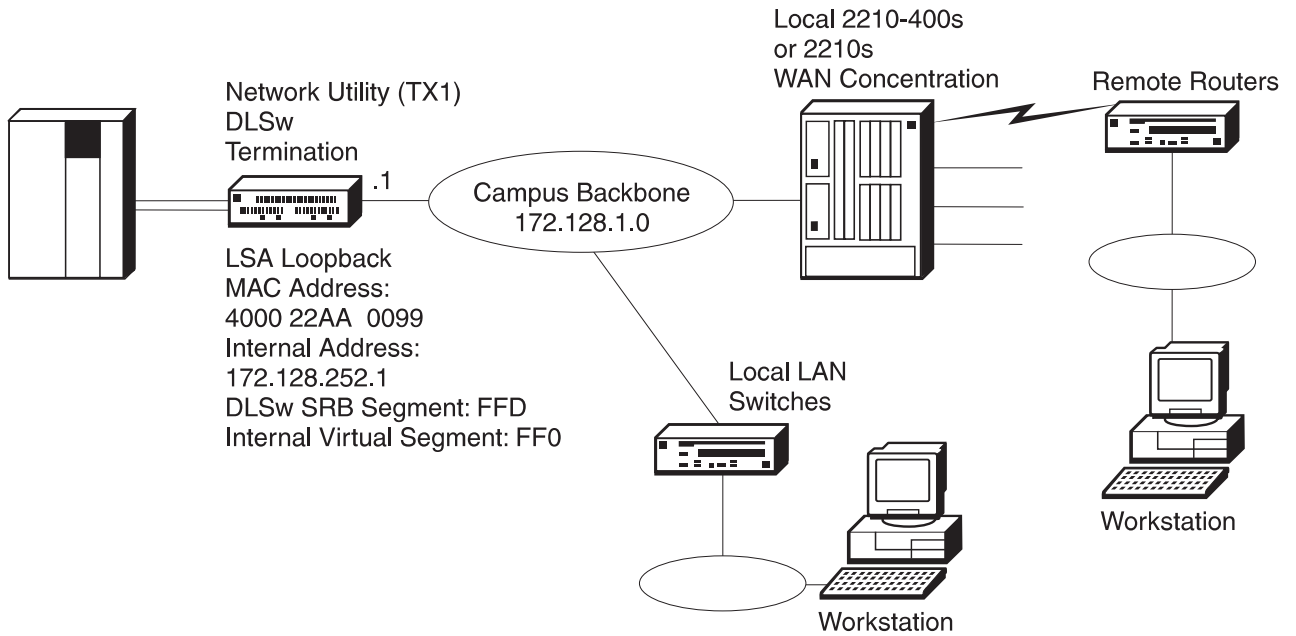 Local 2210-400s
or 2210s
WAN Concentration
Remote Routers
Network Utility (TX1)
DLSw
Termination
.1
Campus Backbone
172.128.1.0
LSA Loopback
MAC Address:
4000 22AA  0099
Internal Address:
172.128.252.1
DLSw SRB Segment: FFD
Internal Virtual Segment: FF0
Local LAN
Switches
Workstation
Workstation